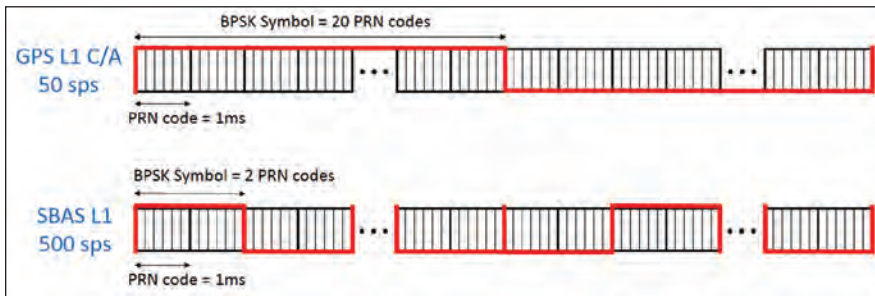 BPSK Symbol = 20 PRN codes
GPS L1 C/A
50 sps
PRN code = 1ms
BPSK Symbol = 2 PRN codes
SBAS L1
500 sps
PRN code = 1ms